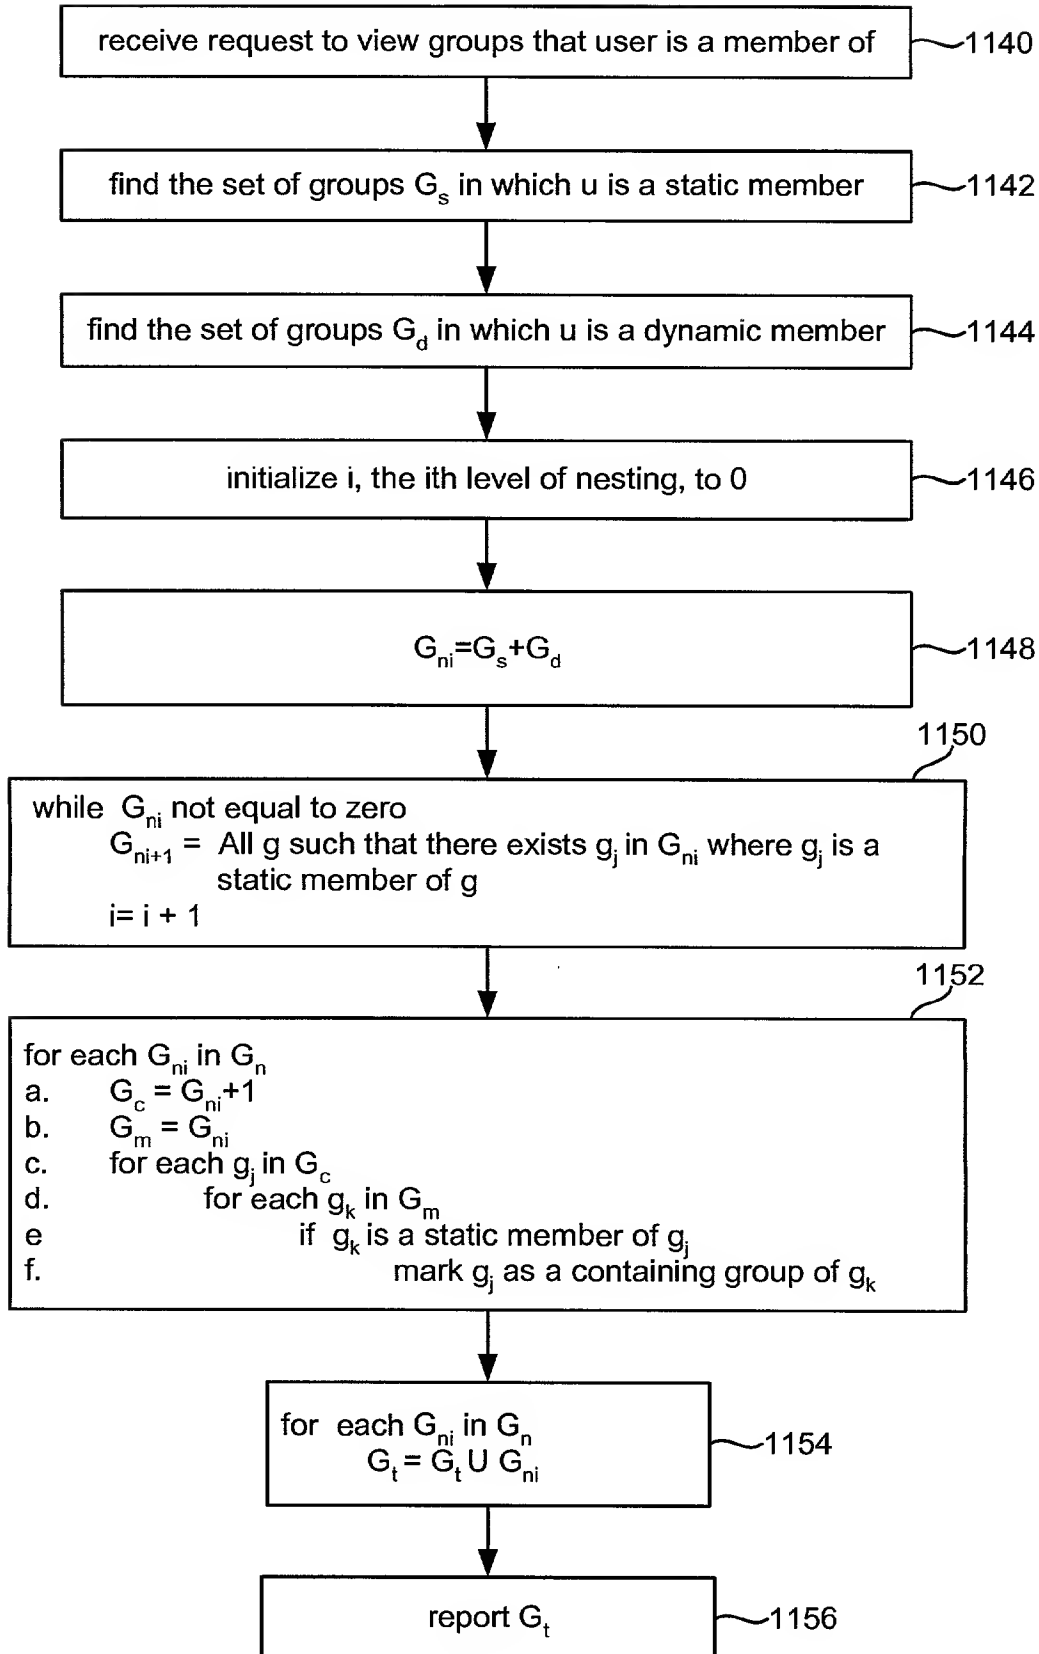 receive request to view groups that user is a member of
1140
find the set of groups Gs in which u is a static member
1142
find the set of groups Gd in which u is a dynamic member
1144
initialize i, the ith level of nesting, to 0
1146
Gni=Gs+Gd
1148
1150
while Gni not equal to zero
Gni+1 = All g such that there exists gj in Gni where gj is a
static member of g
i= i + 1
1152
for each Gni in Gn
a. Gc = Gni+1
b. Gm = Gni
c. for each gj in Gc
d. for each gk in Gm
e if gk is a static member of gj
f. mark gj as a containing group of gk
for each Gni in Gn
Gt = Gt U Gni
1154
report Gt
1156